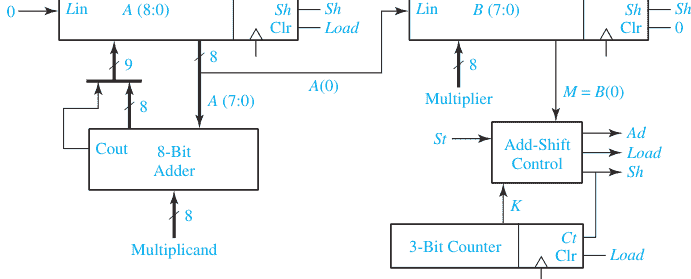 0
Lin
A (8:0)
Sh
Sh
Clr
Load
Lin
B (7:0)
Sh
Sh
Clr
0
8
9
8
A (7:0)
A(0)
8
Multiplier
M = B(0)
Cout
8-Bit
Adder
St
Add-Shift
Control
Ad
Load
Sh
8
Multiplicand
K
3-Bit Counter
Ct
Clr
Load